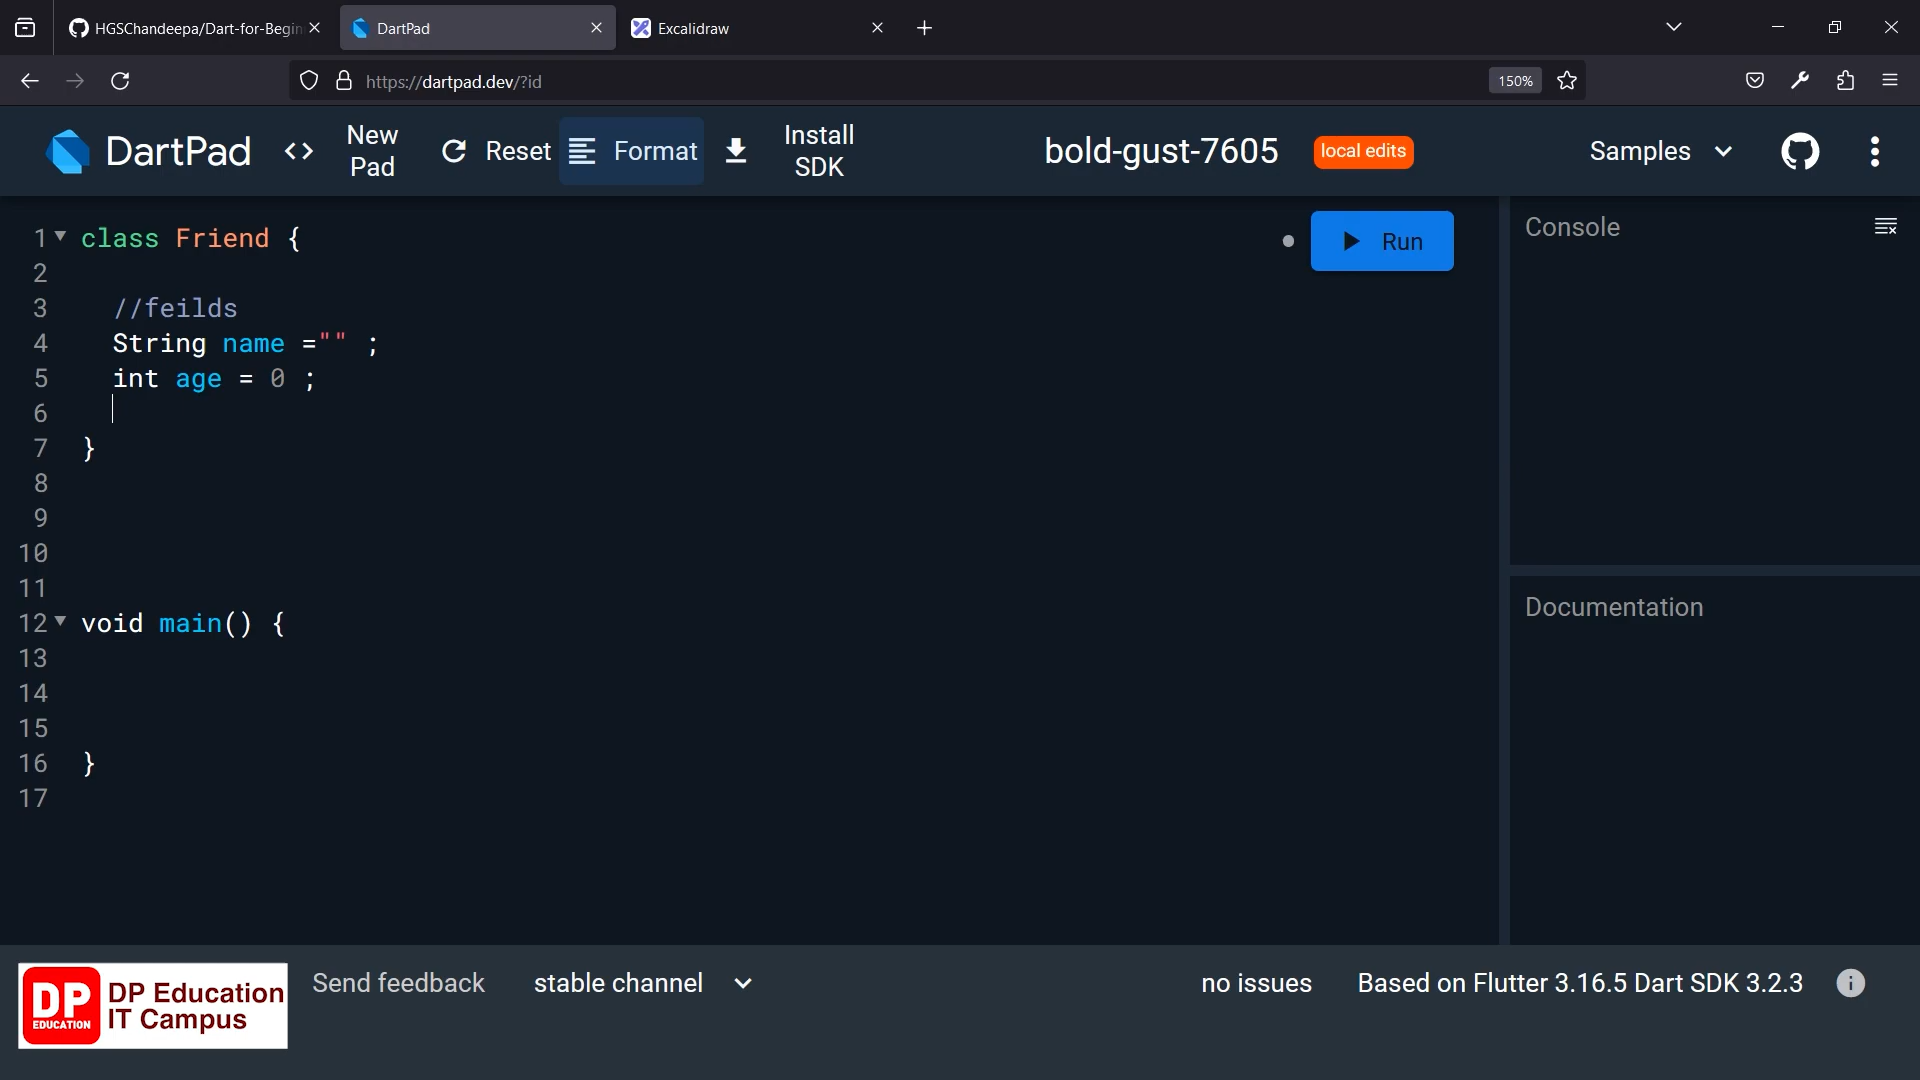 HGSChandeepa/Dart-for-Begin
DartPad
Excalidraw
https://dartpad.dev/?id
150%
DartPad
New Pad
Reset
Format
Install SDK
bold-gust-7605
local edits
Samples
1 class Friend {
2
3 //feilds
4 String name ="" ;
5 int age = 0 ;
6
7 }
8
9
10
11
12 void main() {
13
14
15
16 }
17
Run
Console
Documentation
DP
EDUCATION
DP Education
IT Campus
Send feedback
stable channel
no issues
Based on Flutter 3.16.5 Dart SDK 3.2.3